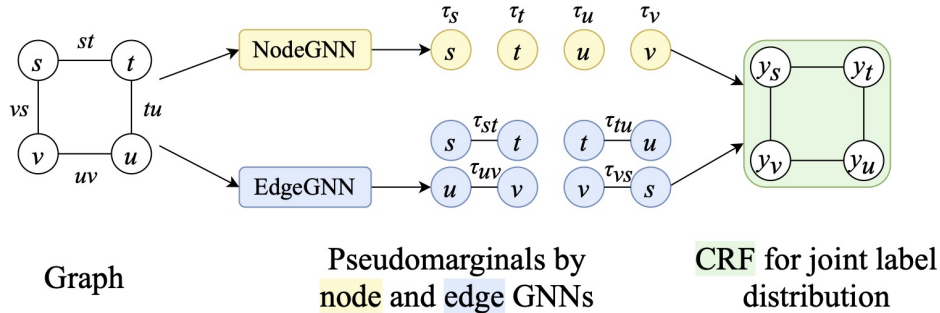 τs τt τu τv
s st t NodeGNN s t u v ys yt
vs tu
s τst t t τtu u
v uv u EdgeGNN u τuv v v τvs s yv yu
Graph
Pseudomarginals by
node and edge GNNs
CRF for joint label
distribution